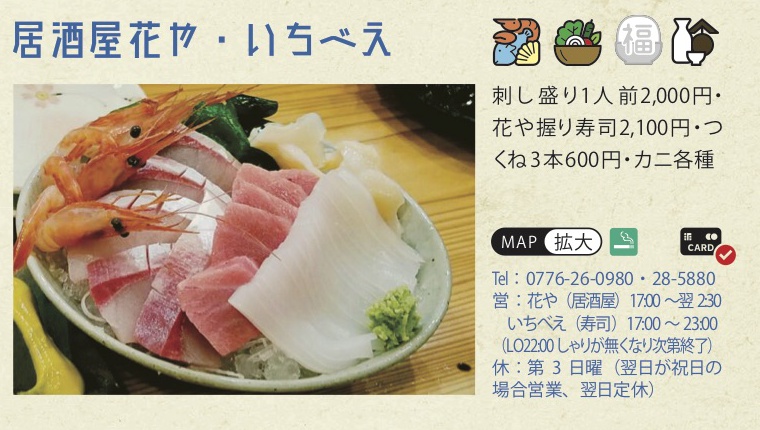 居酒屋花や・いちべえ
福
刺し盛り1人前2,000円・
花や握り寿司2,100円・つ
くね3本600円・カニ各種
MAP 拡大
CARD
Tel：0776-26-0980・28-5880
営：花や（居酒屋）17:00 ～翌 2:30
いちべえ（寿司）17:00 ～ 23:00
（LO22:00 しゃりが無くなり次第終了）
休：第 3 日曜（翌日が祝日の
場合営業、翌日定休）